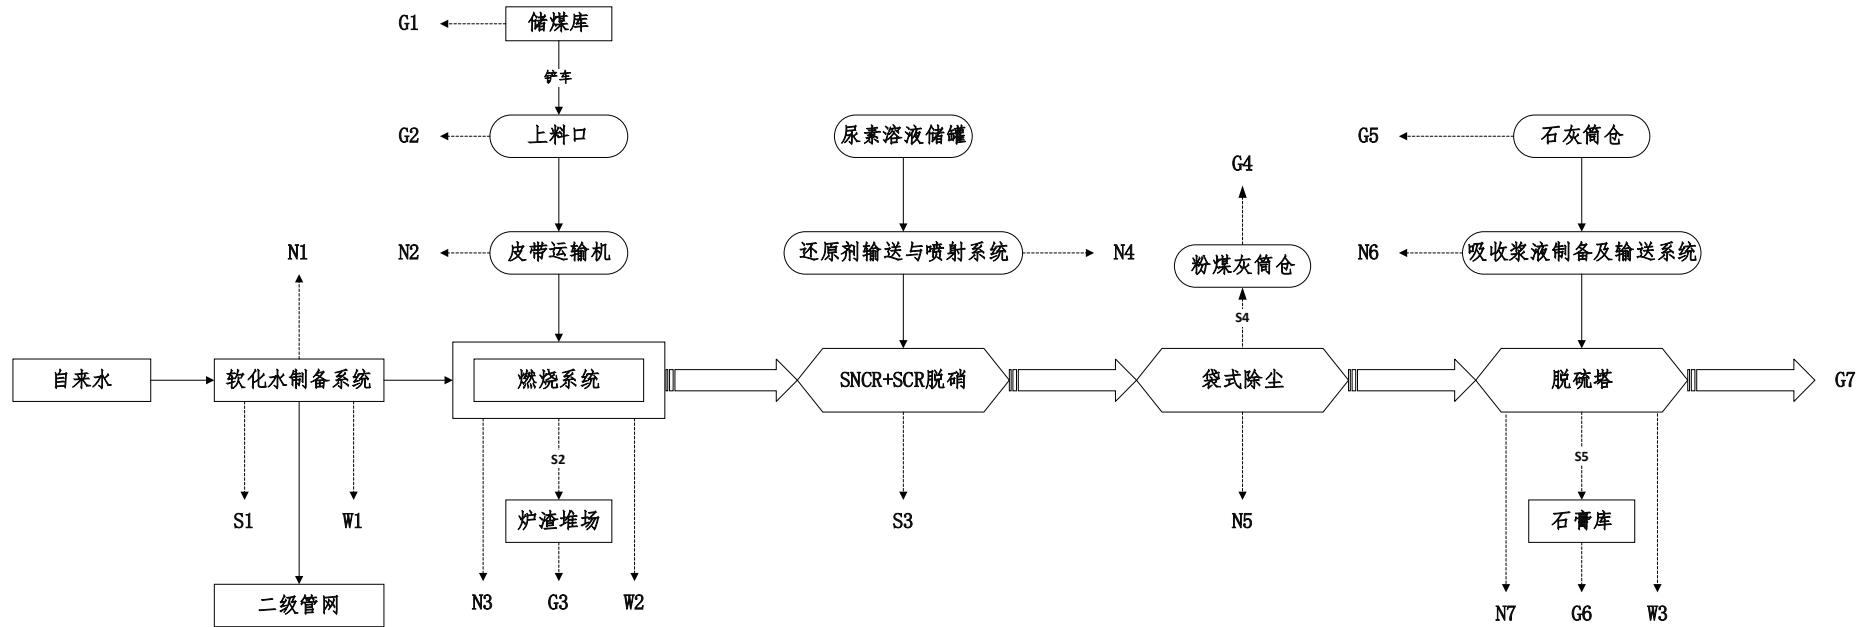 G1
储煤库
铲车
G2
上料口
尿素溶液储罐
G5
石灰筒仓
G4
N1
N2
皮带运输机
还原剂输送与喷射系统
N4
粉煤灰筒仓
N6
吸收浆液制备及输送系统
S4
自来水
软化水制备系统
燃烧系统
SNCR+SCR脱硝
袋式除尘
脱硫塔
G7
S2
S5
S1
W1
炉渣堆场
S3
N5
石膏库
二级管网
N3
G3
W2
N7
G6
W3